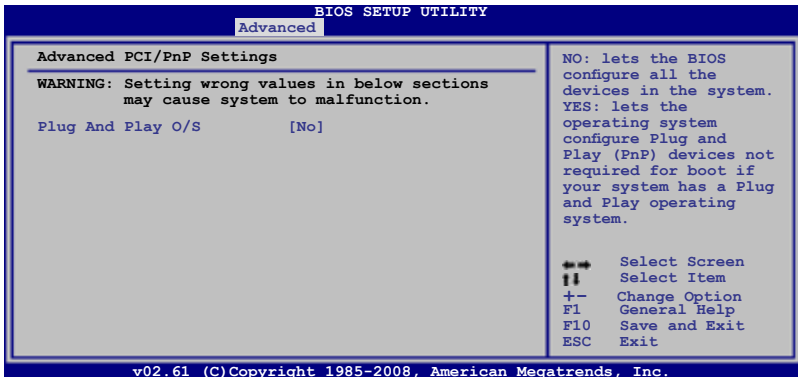 BIOS SETUP UTILITY
Advanced
Advanced PCI/PnP Settings
WARNING: Setting wrong values in below sections
may cause system to malfunction.
Plug And Play O/S [No]
NO: lets the BIOS
configure all the
devices in the system.
YES: lets the
operating system
configure Plug and
Play (PnP) devices not
required for boot if
your system has a Plug
and Play operating
system.
Select Screen
Select Item
+- Change Option
F1 General Help
F10 Save and Exit
ESC Exit
v02.61 (C)Copyright 1985-2008, American Megatrends, Inc.